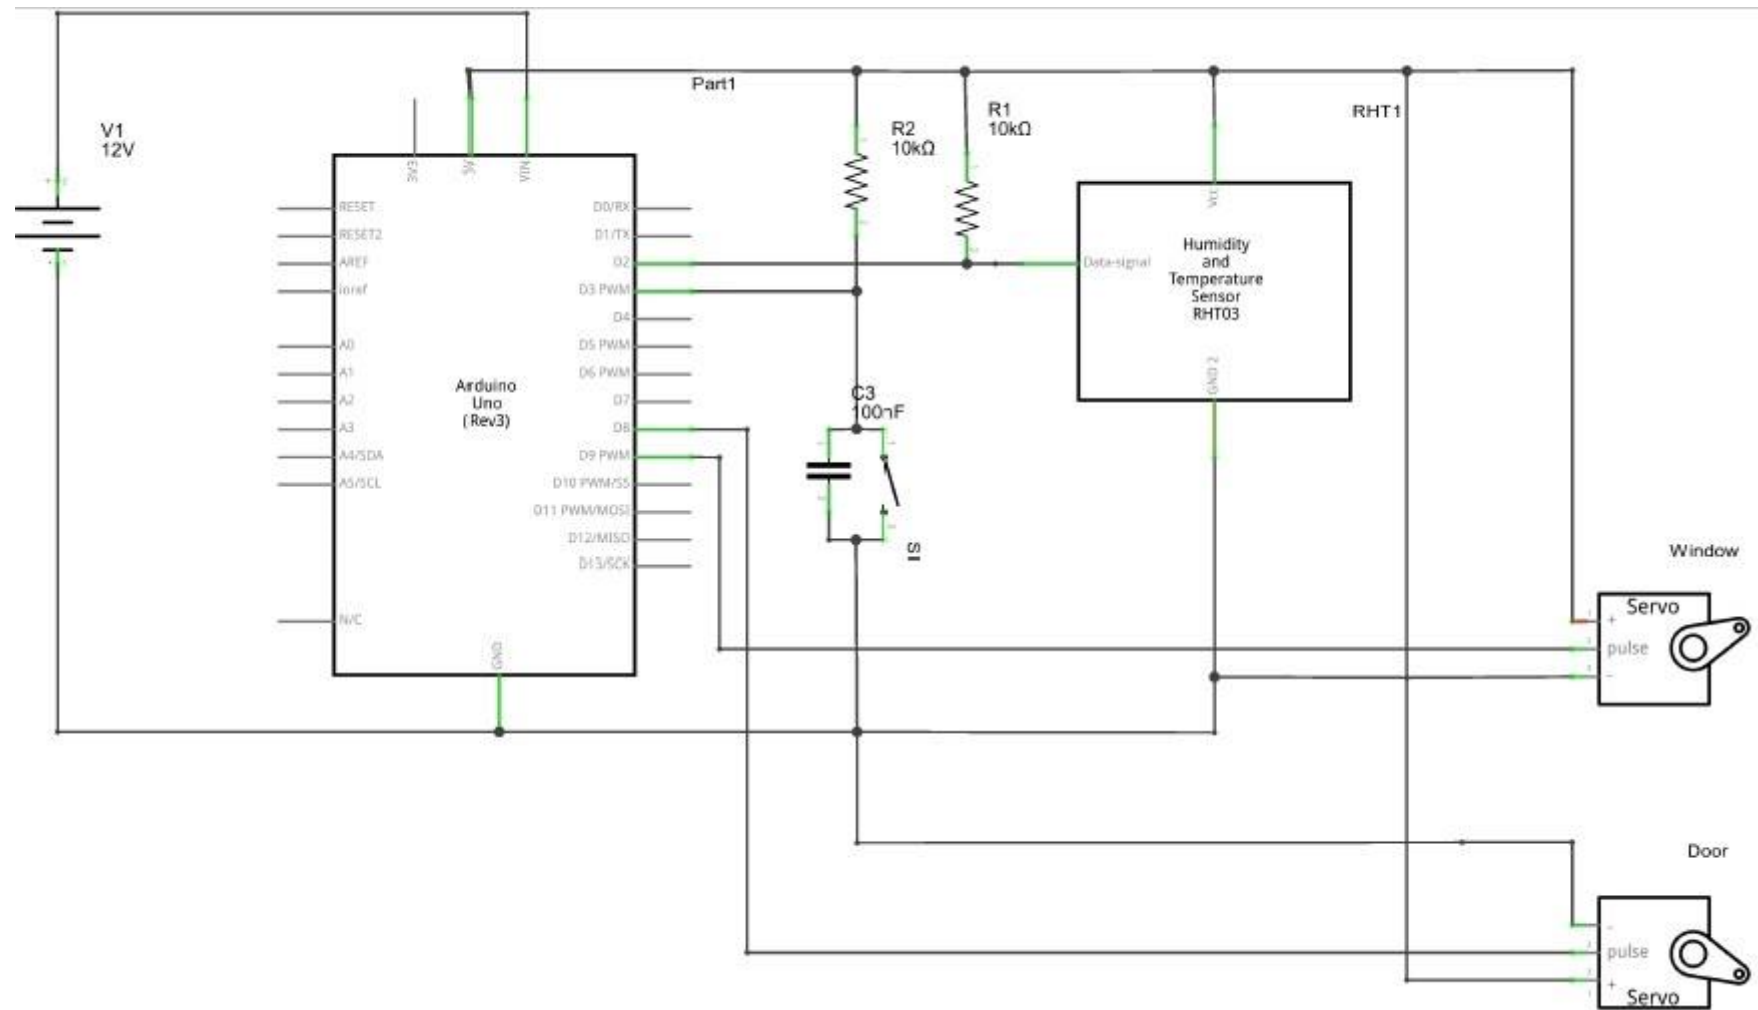 Part1
V1
12V
R2
10kΩ
R1
10kΩ
RHT1
3V3
5V
VIN
RESET
RESET2
AREF
ioref
A0
A1
A2
A3
A4/SDA
A5/SCL
N/C
Arduino
Uno
(Rev3)
D0/RX
D1/TX
D2
D3 PWM
D4
D5 PWM
D6 PWM
D7
D8
D9 PWM
D10 PWM/SS
D11 PWM/MOSI
D12/MISO
D13/SCK
GND
C3
100nF
S1
Vcc
Data-signal
Humidity
and
Temperature
Sensor
RHT03
GND 2
Window
Servo
+
pulse
-
Door
-
pulse
+
Servo